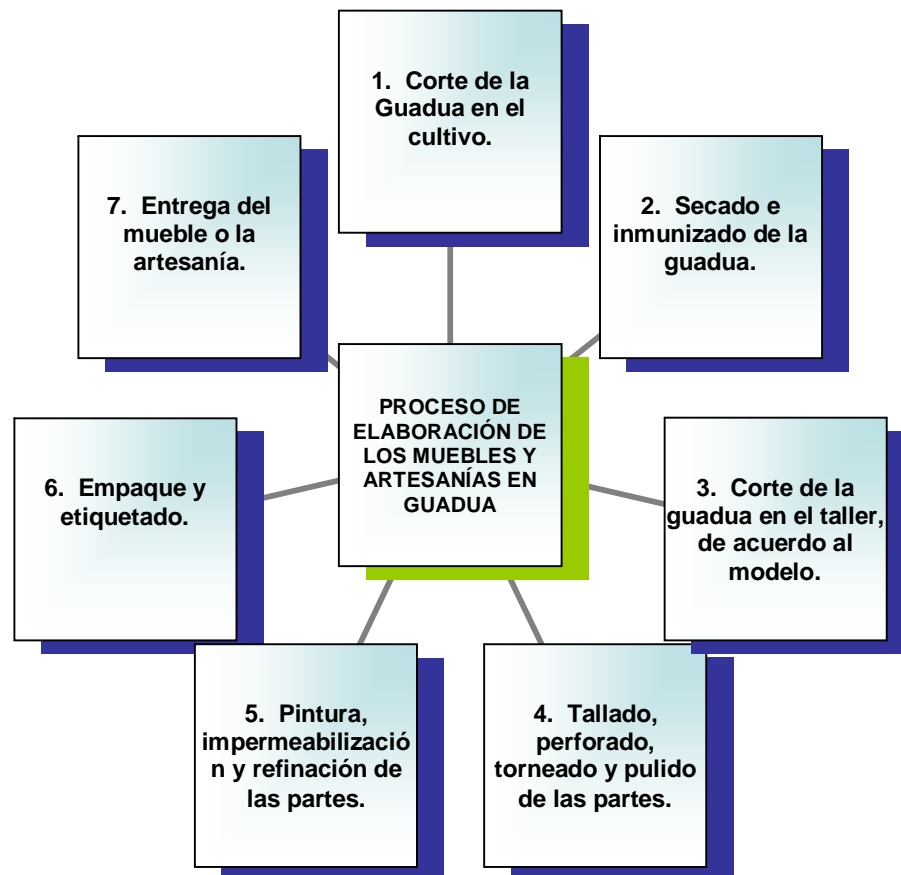 1. Corte de la
Guadua en el
cultivo.
2. Secado e
inmunizado de la
guadua.
3. Corte de la
guadua en el taller,
de acuerdo al
modelo.
4. Tallado,
perforado,
torneado y pulido
de las partes.
5. Pintura,
impermeabilizació
n y refinación de
las partes.
6. Empaque y
etiquetado.
7. Entrega del
mueble o la
artesanía.
PROCESO DE
ELABORACIÓN DE
LOS MUEBLES Y
ARTESANÍAS EN
GUADUA